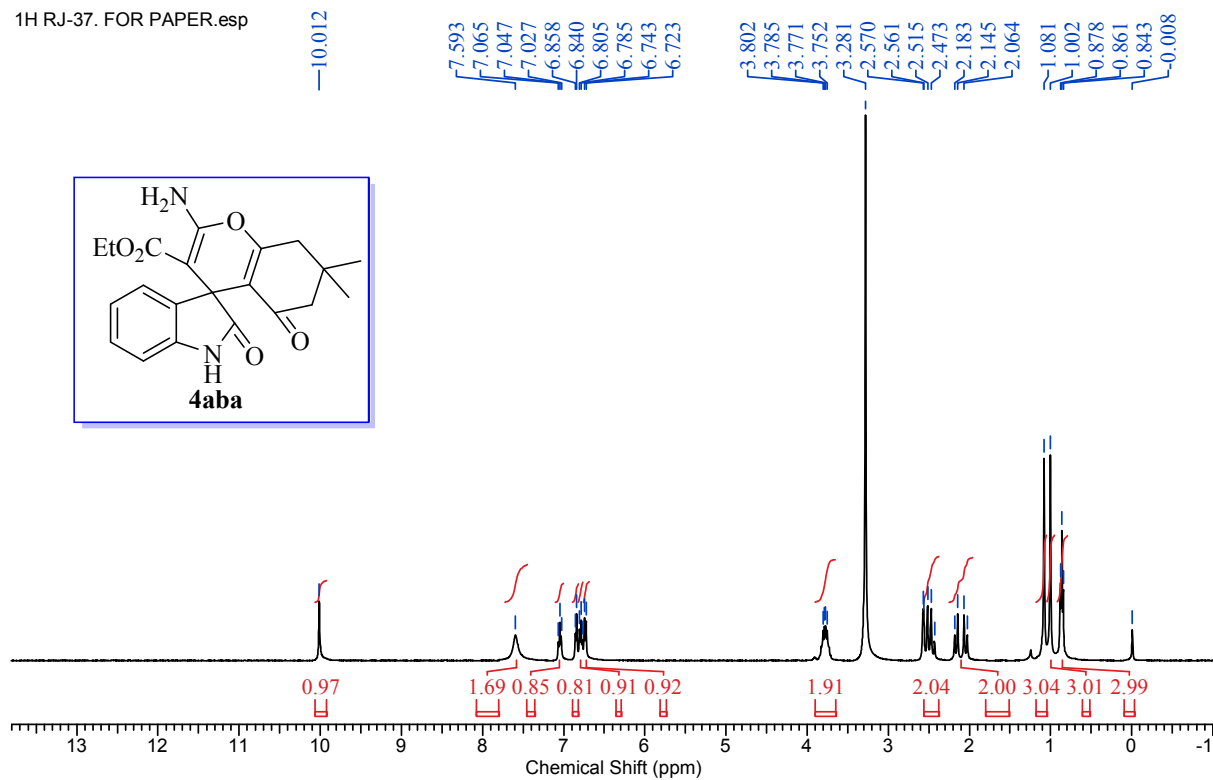 1H RJ-37. FOR PAPER.esp
10.012
7.593
7.065
7.047
7.027
6.858
6.840
6.805
6.785
6.743
6.723
3.802
3.785
3.771
3.752
3.281
2.570
2.561
2.515
2.473
2.183
2.145
2.064
1.081
1.002
0.878
0.861
0.843
-0.008
H₂N
O
EtO₂C
O
O
N
H
4aba
0.97 1.69 0.85 0.81 0.91 0.92 1.91 2.04 2.00 3.04 3.01 2.99
13 12 11 10 9 8 7 6 5 4 3 2 1 0 -1
Chemical Shift (ppm)